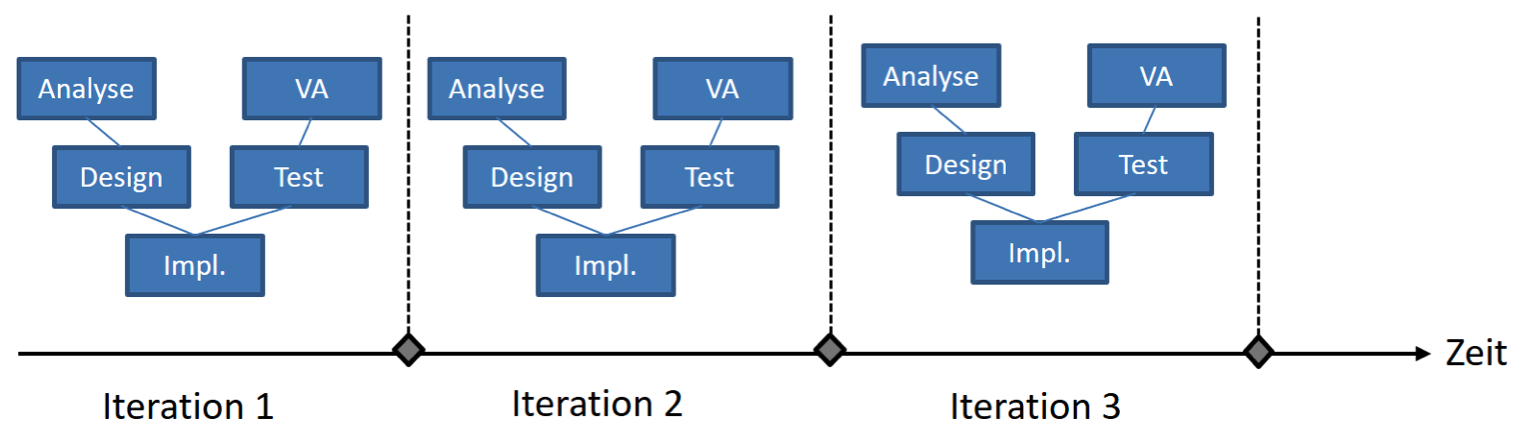 Analyse
VA
Design
Test
Impl.
Analyse
VA
Design
Test
Impl.
Analyse
VA
Design
Test
Impl.
Zeit
Iteration 1
Iteration 2
Iteration 3